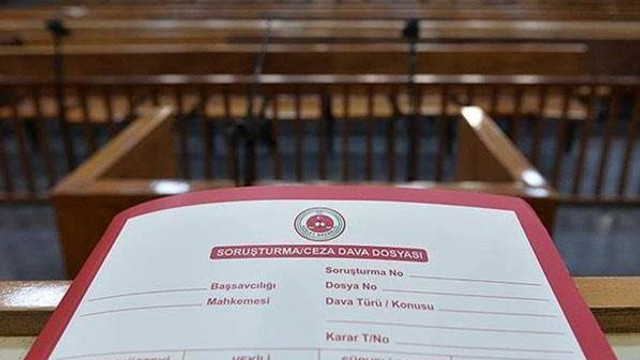 SORUŞTURMA/CEZA DAVA DOSYASI
Soruşturma No
Başsavcılığı Dosya No
Mahkemesi Dava Türü / Konusu
Karar T/No
VEKİLİ